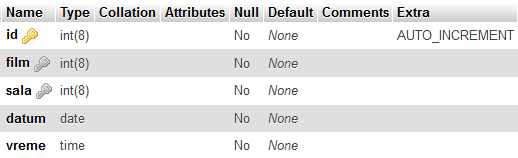 Name Type Collation Attributes Null Default Comments Extra
id int(8) No None AUTO_INCREMENT
film int(8) No None
sala int(8) No None
datum date No None
vreme time No None